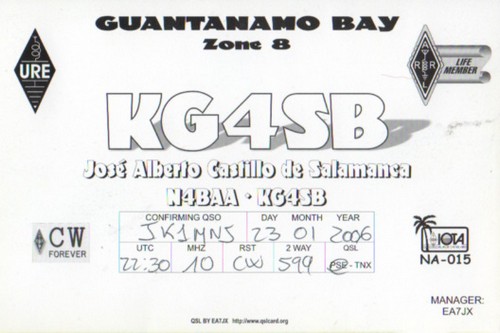 GUANTANAMO BAY
Zone 8
URE
ARRL
LIFE MEMBER
KG4SB
José Alberto Castillo de Salamanca
N4BAA · KG4SB
CONFIRMING QSO DAY MONTH YEAR
JK1MNS 23 01 2006
UTC MHZ RST 2 WAY QSL
22:30 10 CW 599 PSE - TNX
CW
FOREVER
IOTA
NA-015
MANAGER:
EA7JX
QSL BY EA7JX http://www.qslcard.org